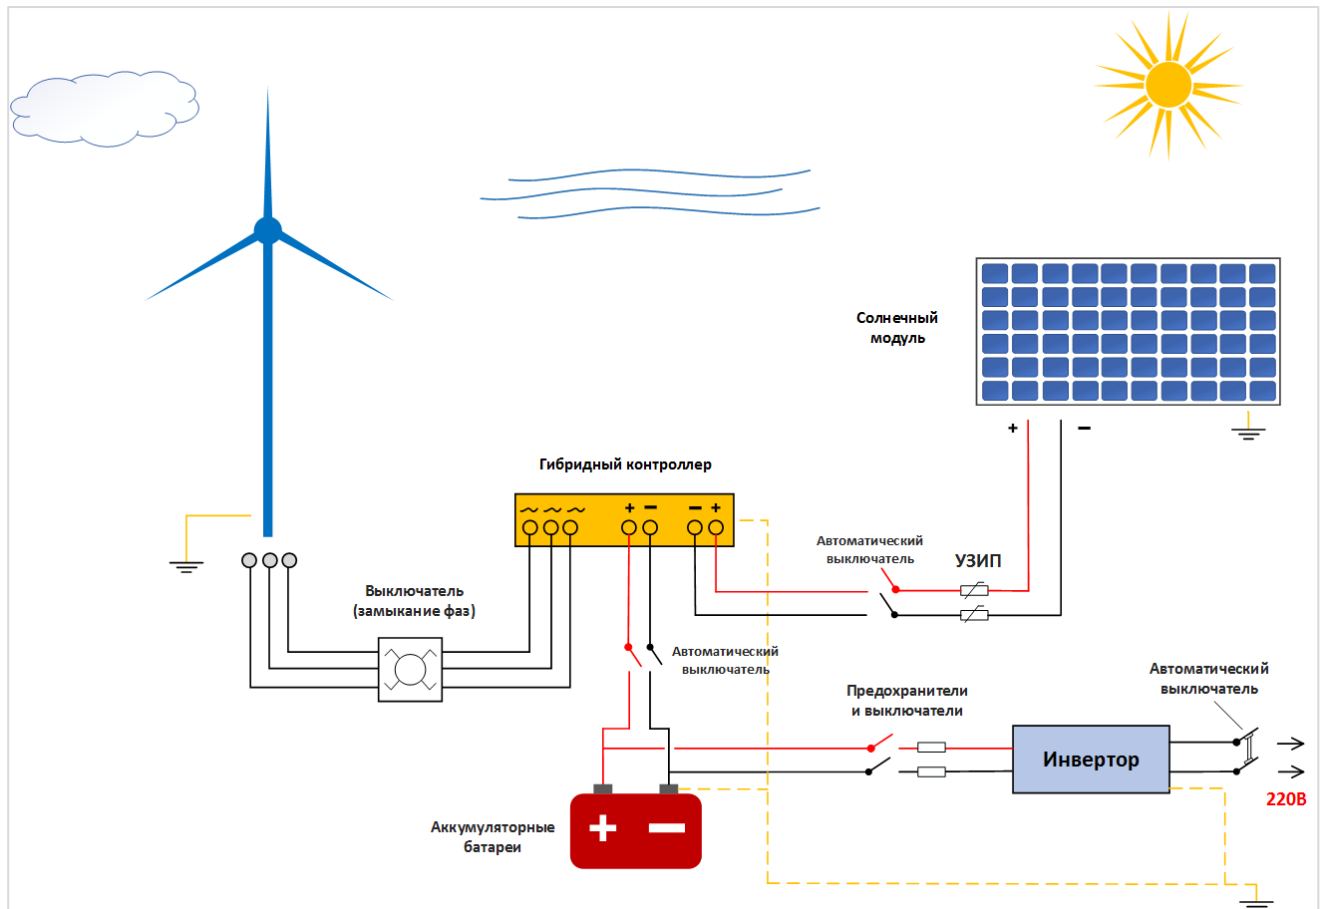 Солнечный
модуль
+ −
Гибридный контроллер
+ − − +
Автоматический
выключатель
УЗИП
Выключатель
(замыкание фаз)
Автоматический
выключатель
Автоматический
выключатель
Предохранители
и выключатели
Инвертор
220В
Аккумуляторные
батареи
+ −